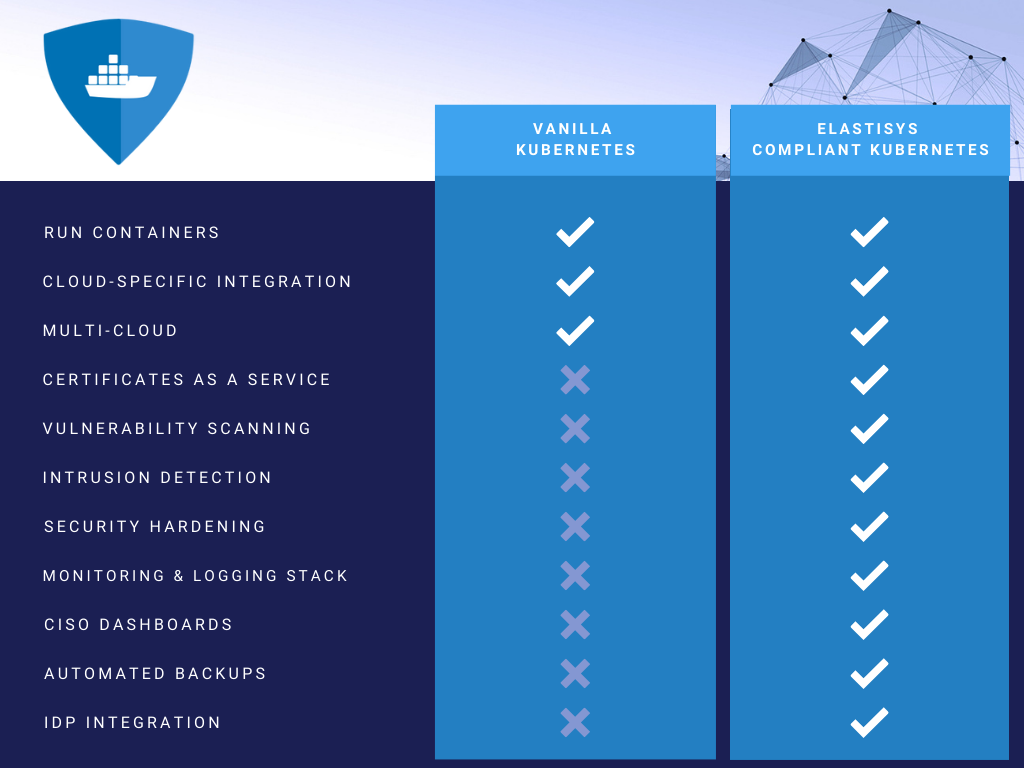 VANILLA
KUBERNETES
ELASTISYS
COMPLIANT KUBERNETES
RUN CONTAINERS
CLOUD-SPECIFIC INTEGRATION
MULTI-CLOUD
CERTIFICATES AS A SERVICE
VULNERABILITY SCANNING
INTRUSION DETECTION
SECURITY HARDENING
MONITORING & LOGGING STACK
CISO DASHBOARDS
AUTOMATED BACKUPS
IDP INTEGRATION